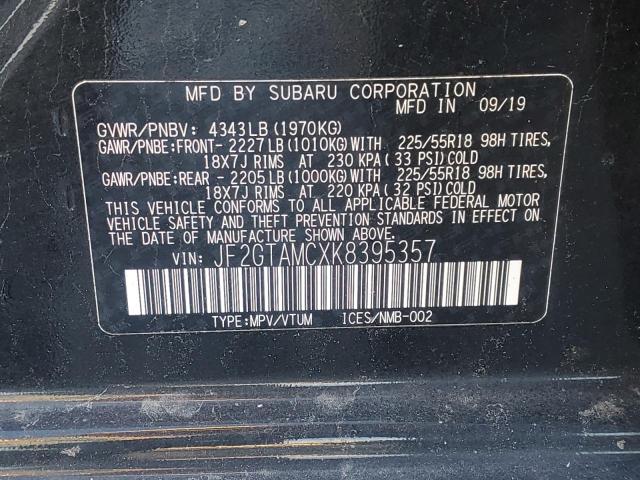 MFD BY SUBARU CORPORATION
MFD IN 09/19
GVWR/PNBV: 4343LB (1970KG)
GAWR/PNBE:FRONT- 2227LB (1010KG) WITH 225/55R18 98H TIRES,
18X7J RIMS AT 230 KPA (33 PSI) COLD
GAWR/PNBE:REAR - 2205LB (1000KG) WITH 225/55R18 98H TIRES,
18X7J RIMS AT 220 KPA (32 PSI) COLD
THIS VEHICLE CONFORMS TO ALL APPLICABLE FEDERAL MOTOR
VEHICLE SAFETY AND THEFT PREVENTION STANDARDS IN EFFECT ON
THE DATE OF MANUFACTURE SHOWN ABOVE.
VIN: JF2GTAMCXK8395357
TYPE:MPV/VTUM ICES/NMB-002